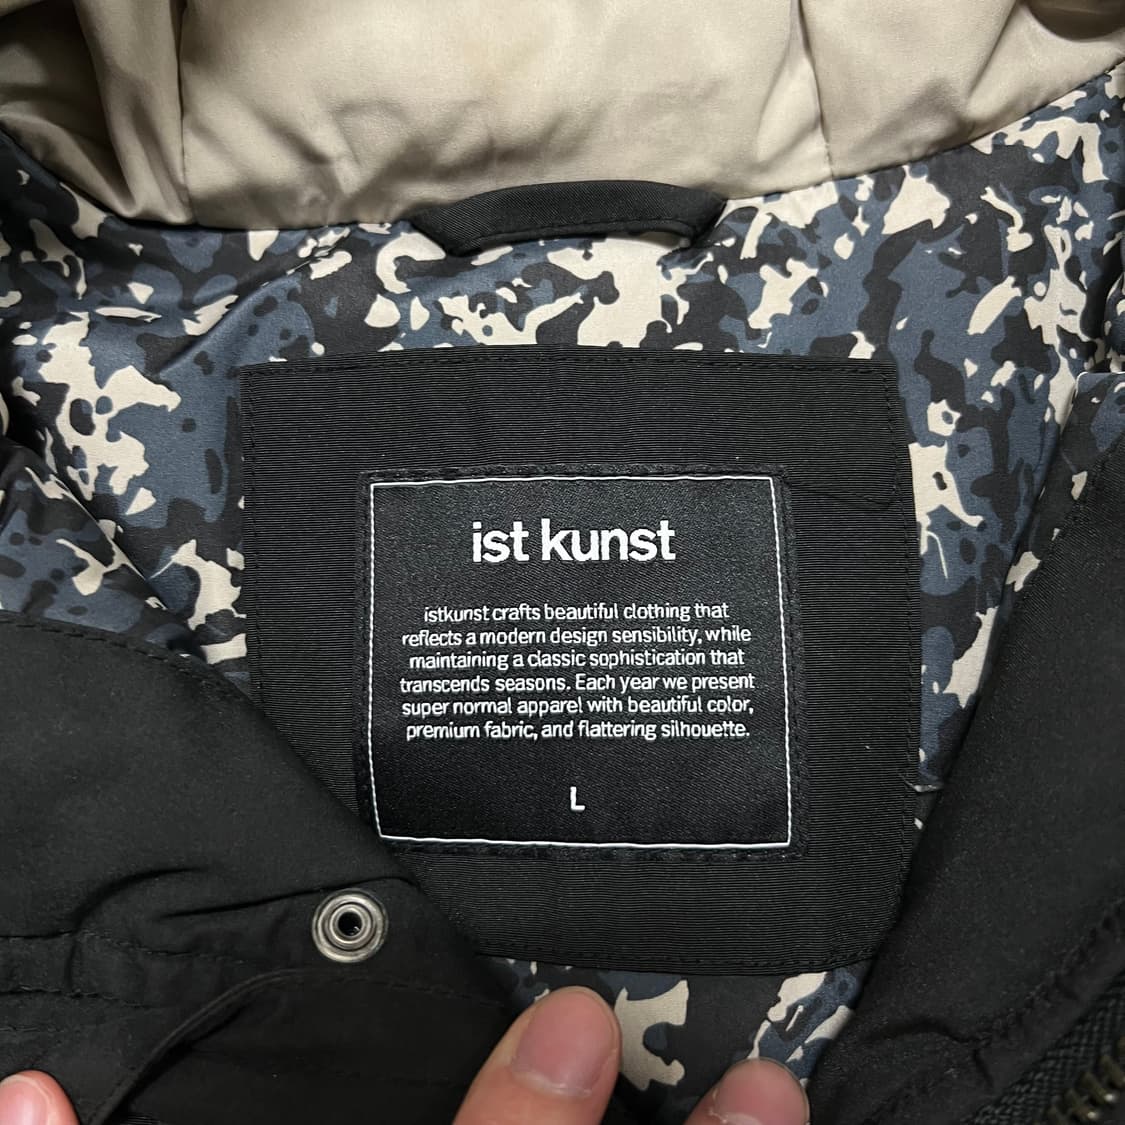 ist kunst
istkunst crafts beautiful clothing that
reflects a modern design sensibility, while
maintaining a classic sophistication that
transcends seasons. Each year we present
super normal apparel with beautiful color,
premium fabric, and flattering silhouette.
L